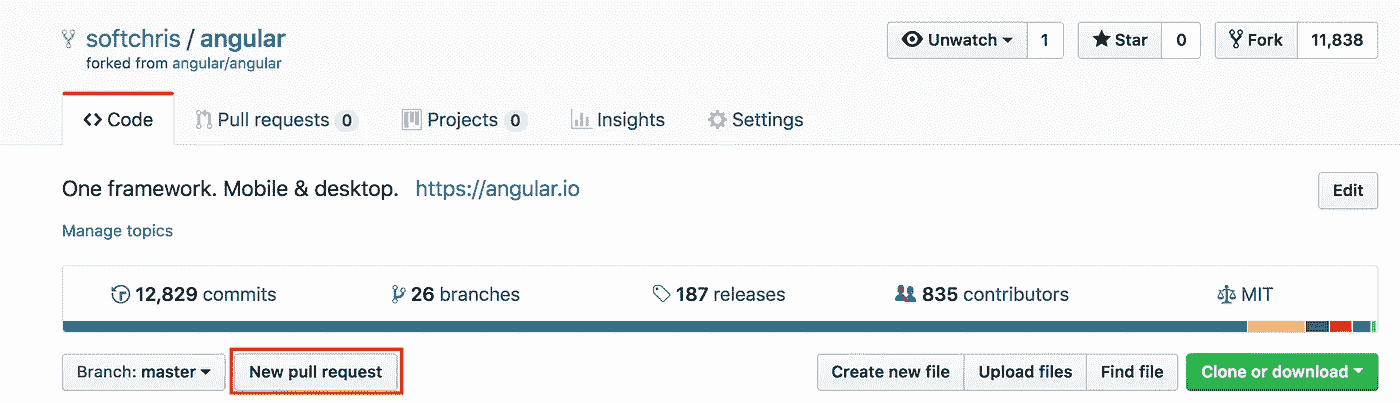 softchris / angular
Unwatch 1 Star 0 Fork 11,838
forked from angular/angular
Code Pull requests 0 Projects 0 Insights Settings
One framework. Mobile & desktop. https://angular.io Edit
Manage topics
12,829 commits 26 branches 187 releases 835 contributors MIT
Branch: master New pull request Create new file Upload files Find file Clone or download